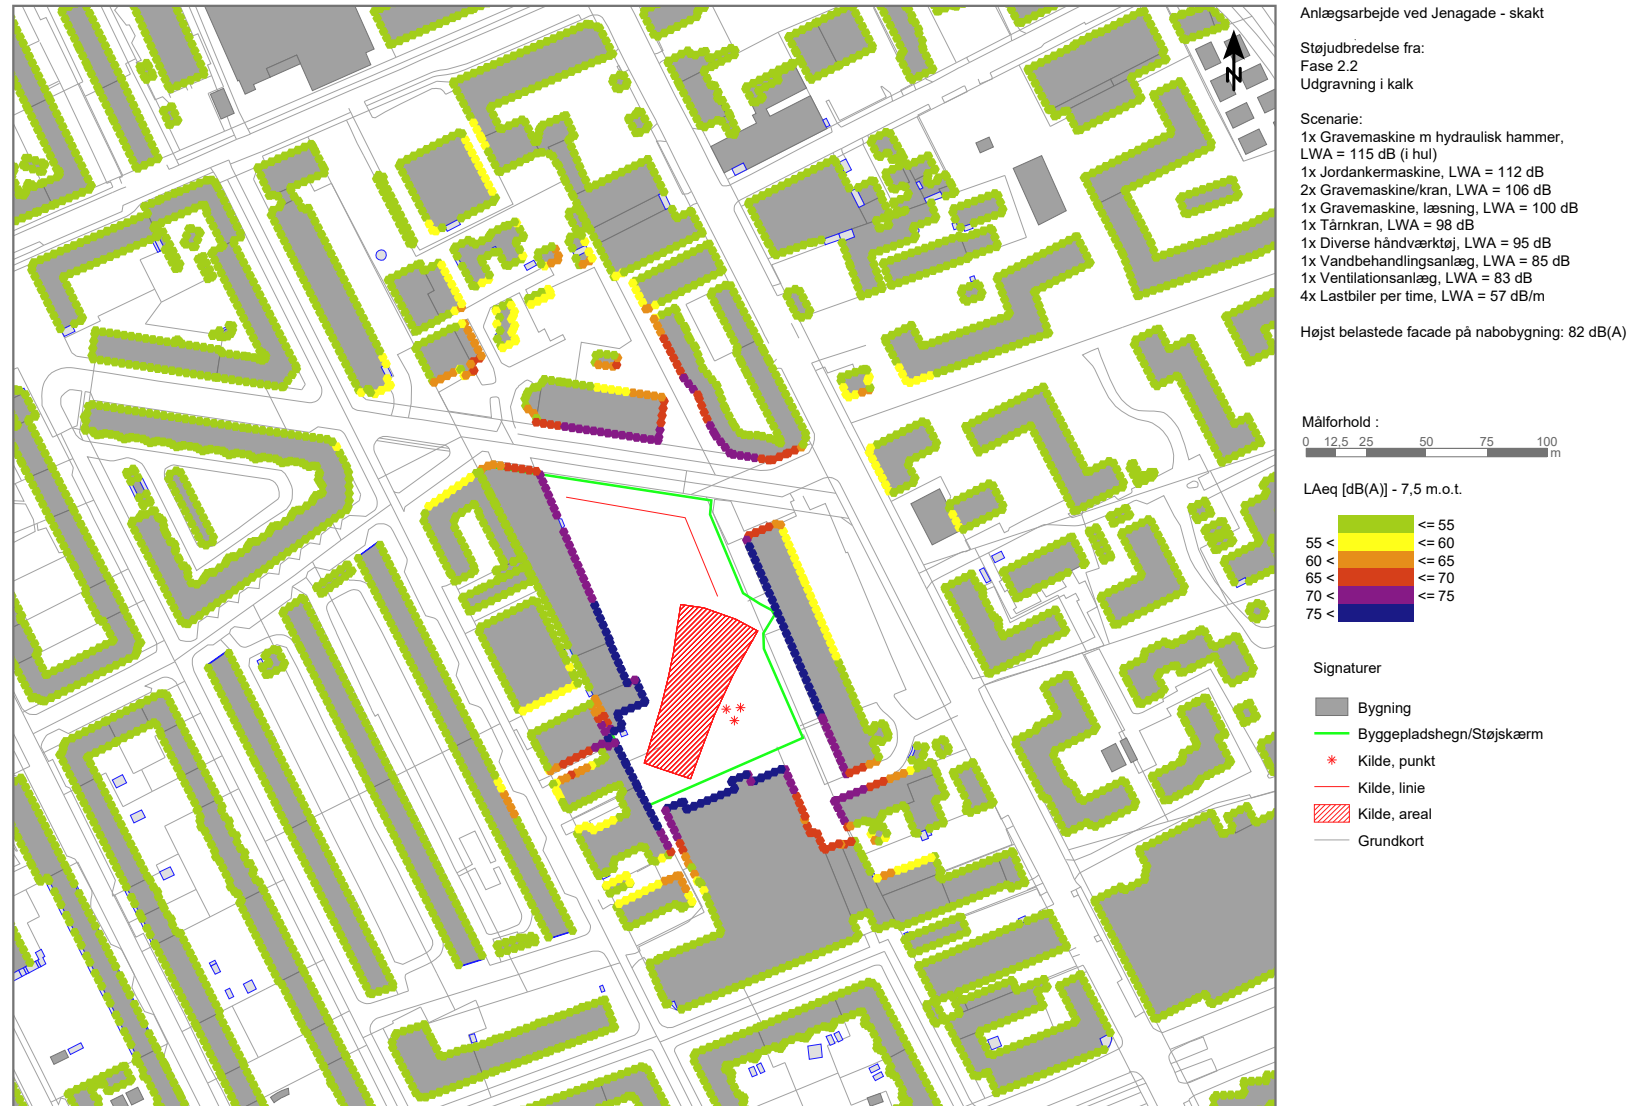 Anlægsarbejde ved Jenagade - skakt
Støjudbredelse fra:
Fase 2.2
Udgravning i kalk
Scenarie:
1x Gravemaskine m hydraulisk hammer,
LWA = 115 dB (i hul)
1x Jordankermaskine, LWA = 112 dB
2x Gravemaskine/kran, LWA = 106 dB
1x Gravemaskine, læsning, LWA = 100 dB
1x Tårnkran, LWA = 98 dB
1x Diverse håndværktøj, LWA = 95 dB
1x Vandbehandlingsanlæg, LWA = 85 dB
1x Ventilationsanlæg, LWA = 83 dB
4x Lastbiler per time, LWA = 57 dB/m
Højst belastede facade på nabobygning: 82 dB(A)
N
Målforhold :
0 12,5 25 50 75 100
m
LAeq [dB(A)] - 7,5 m.o.t.
<= 55
55 < <= 60
60 < <= 65
65 < <= 70
70 < <= 75
75 <
Signaturer
Bygning
Byggepladshegn/Støjskærm
Kilde, punkt
Kilde, linie
Kilde, areal
Grundkort